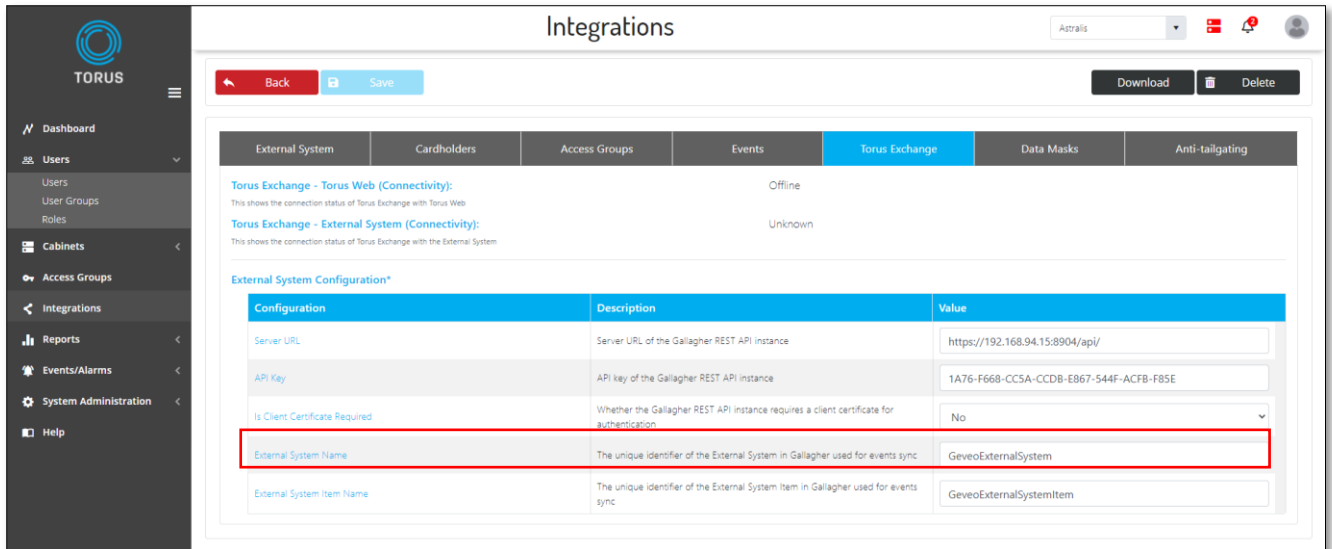 Integrations
Astralis
2
TORUS
Back
Save
Download
Delete
Dashboard
Users
Users
User Groups
Roles
Cabinets
Access Groups
Integrations
Reports
Events/Alarms
System Administration
Help
External System
Cardholders
Access Groups
Events
Torus Exchange
Data Masks
Anti-tailgating
Torus Exchange - Torus Web (Connectivity):
Offline
This shows the connection status of Torus Exchange with Torus Web
Torus Exchange - External System (Connectivity):
Unknown
This shows the connection status of Torus Exchange with the External System
External System Configuration*
Configuration
Description
Value
Server URL
Server URL of the Gallagher REST API instance
https://192.168.94.15:8904/api/
API Key
API key of the Gallagher REST API instance
1A76-F668-CC5A-CCDB-E867-544F-ACFB-F85E
Is Client Certificate Required
Whether the Gallagher REST API instance requires a client certificate for
authentication
No
External System Name
The unique identifier of the External System in Gallagher used for events sync
GeveoExternalSystem
External System Item Name
The unique identifier of the External System Item in Gallagher used for events
sync
GeveoExternalSystemItem